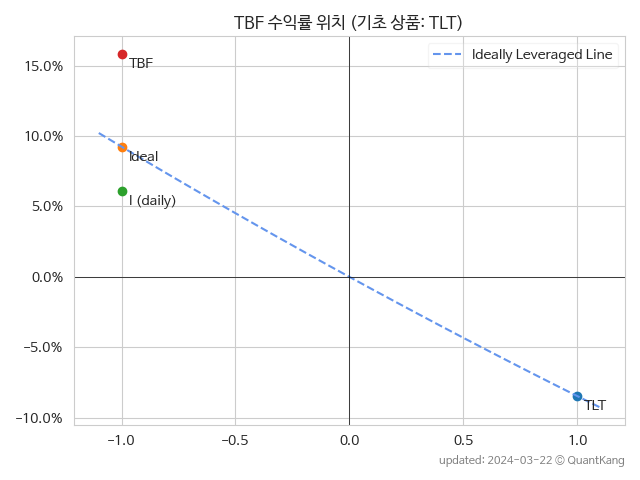 TBF 수익률 위치 (기초 상품: TLT)
Ideally Leveraged Line
15.0%
10.0%
5.0%
0.0%
−5.0%
−10.0%
TBF
Ideal
I (daily)
TLT
−1.0 −0.5 0.0 0.5 1.0
updated: 2024-03-22 © QuantKang